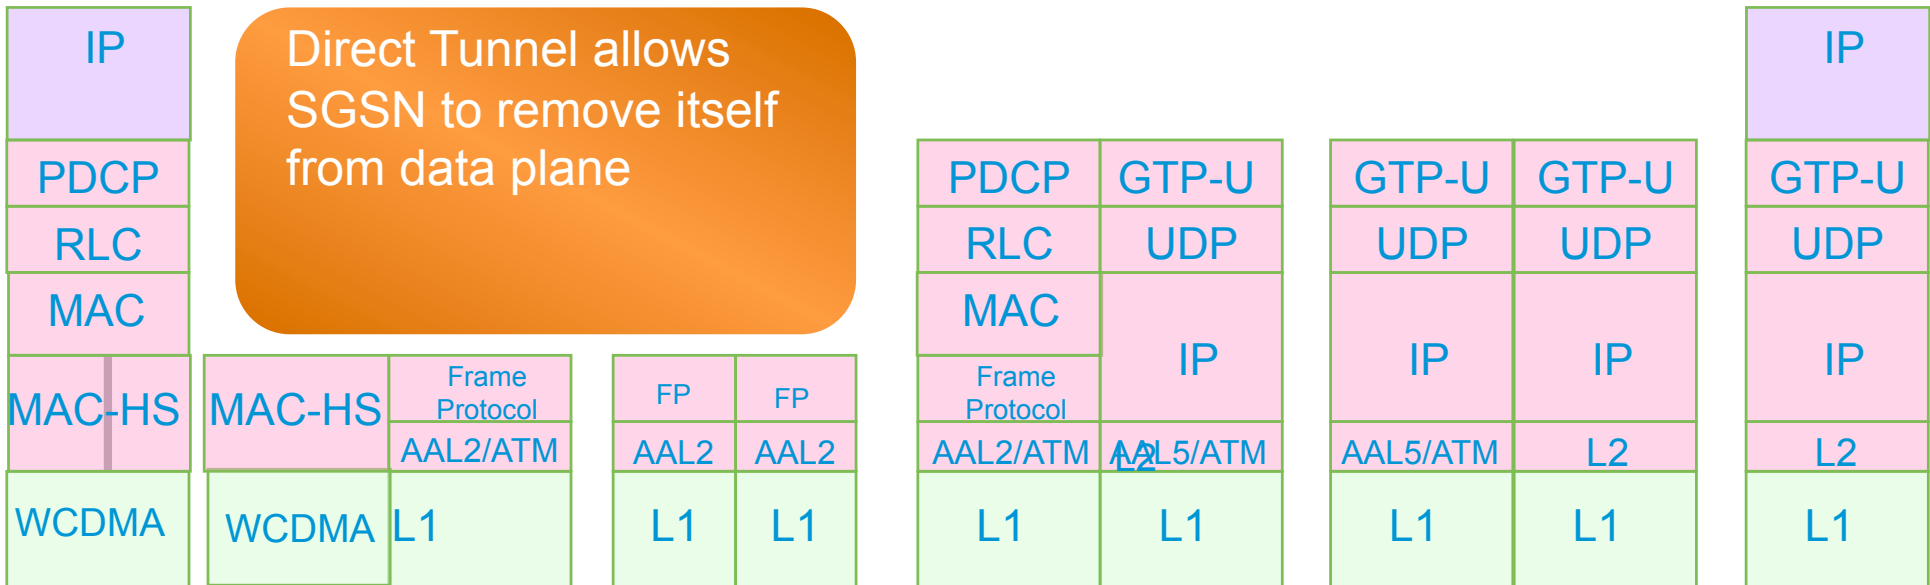 IP
Direct Tunnel allows
SGSN to remove itself
from data plane
IP
PDCP
PDCP
GTP-U
GTP-U
GTP-U
GTP-U
RLC
RLC
UDP
UDP
UDP
UDP
MAC
MAC
IP
IP
IP
IP
MAC-HS
MAC-HS
Frame
Protocol
FP
FP
Frame
Protocol
AAL2/ATM
AAL2
AAL2
AAL2/ATM
AAL5/ATM
L2
AAL5/ATM
L2
L2
WCDMA
WCDMA
L1
L1
L1
L1
L1
L1
L1
L1